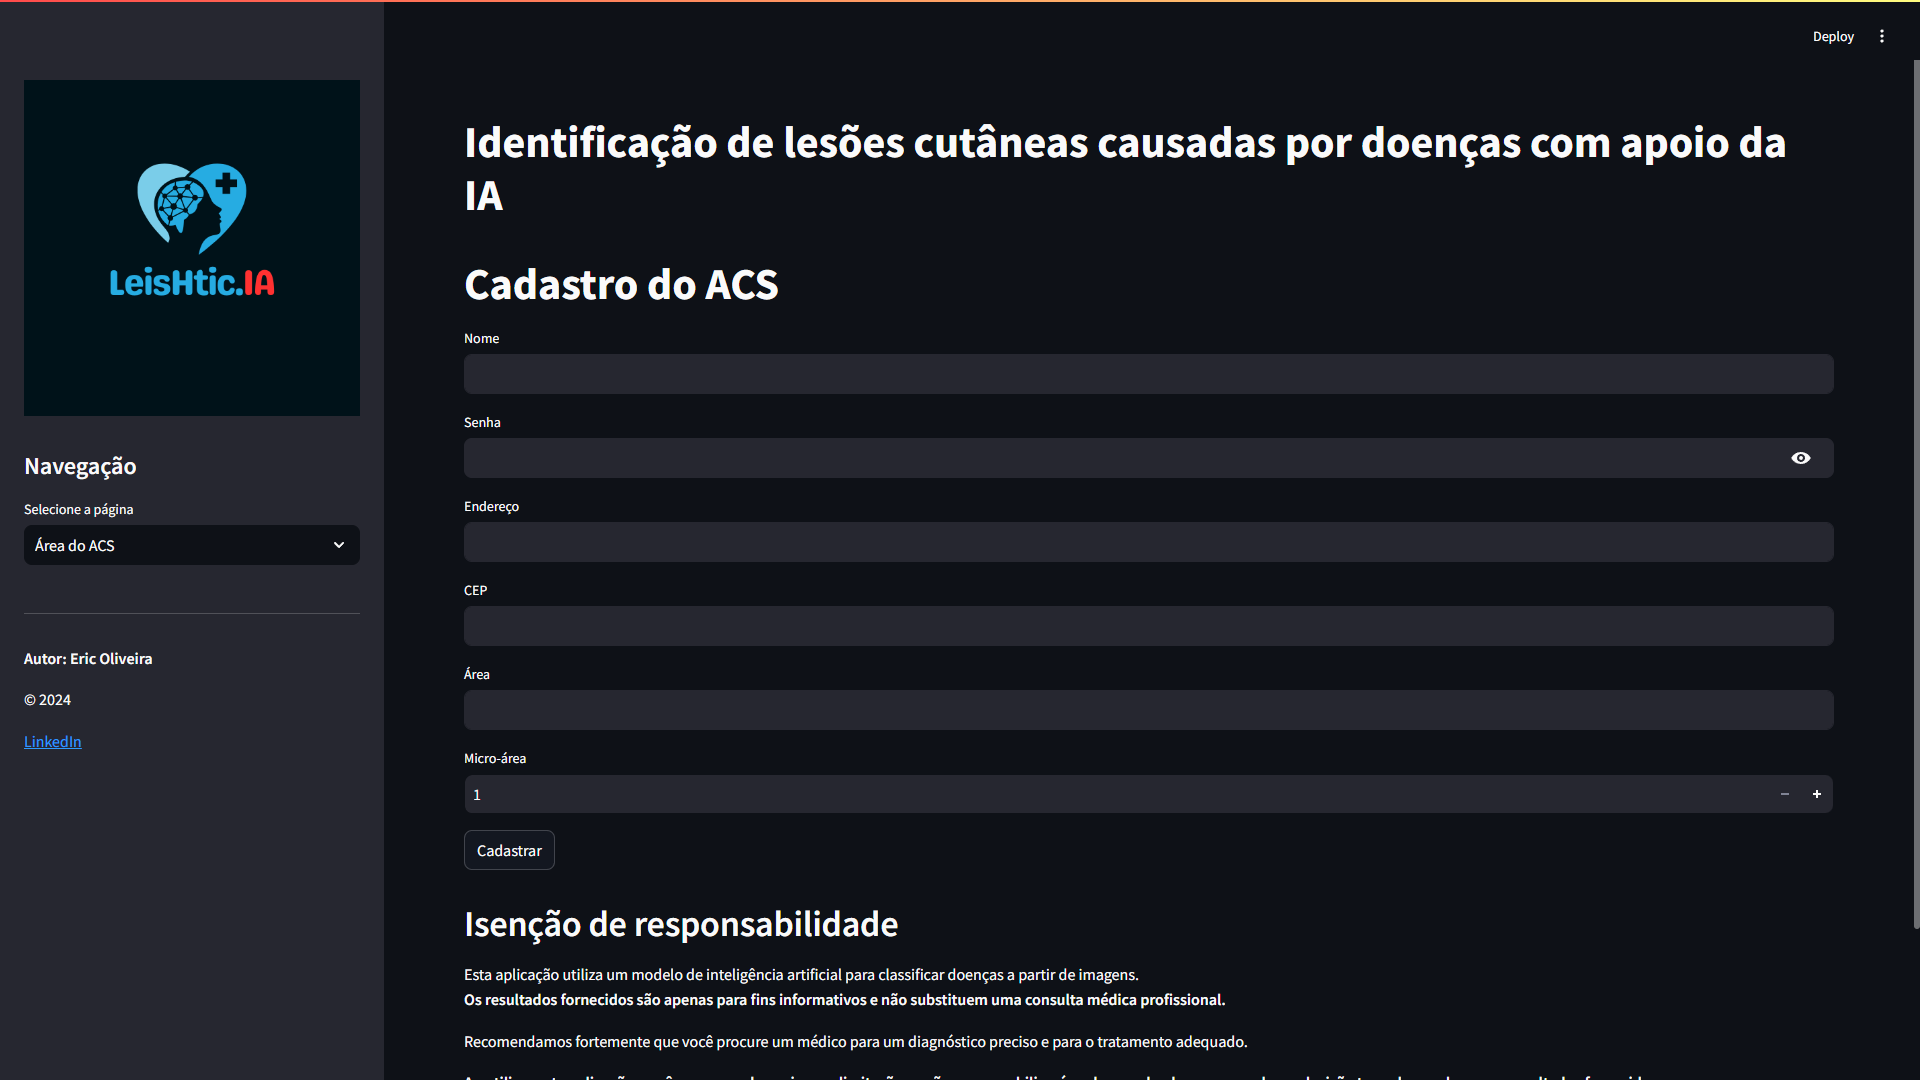 Deploy
LeisHtic.IA
Navegação
Selecione a página
Área do ACS
Autor: Eric Oliveira
© 2024
LinkedIn
Identificação de lesões cutâneas causadas por doenças com apoio da
IA
Cadastro do ACS
Nome
Senha
Endereço
CEP
Área
Micro-área
1
Cadastrar
Isenção de responsabilidade
Esta aplicação utiliza um modelo de inteligência artificial para classificar doenças a partir de imagens.
Os resultados fornecidos são apenas para fins informativos e não substituem uma consulta médica profissional.
Recomendamos fortemente que você procure um médico para um diagnóstico preciso e para o tratamento adequado.